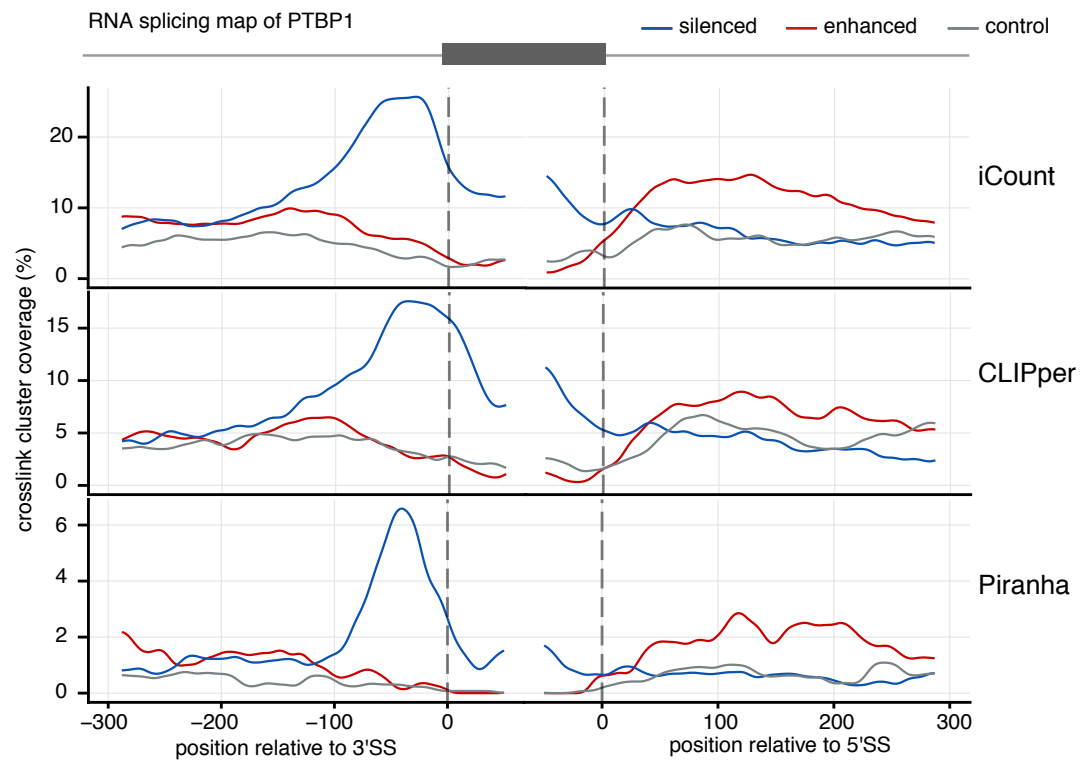 RNA splicing map of PTBP1
silenced enhanced control
crosslink cluster coverage (%)
20
10
0
iCount
15
10
5
0
CLIPper
6
4
2
0
Piranha
−300 −200 −100 0 0 100 200 300
position relative to 3'SS position relative to 5'SS